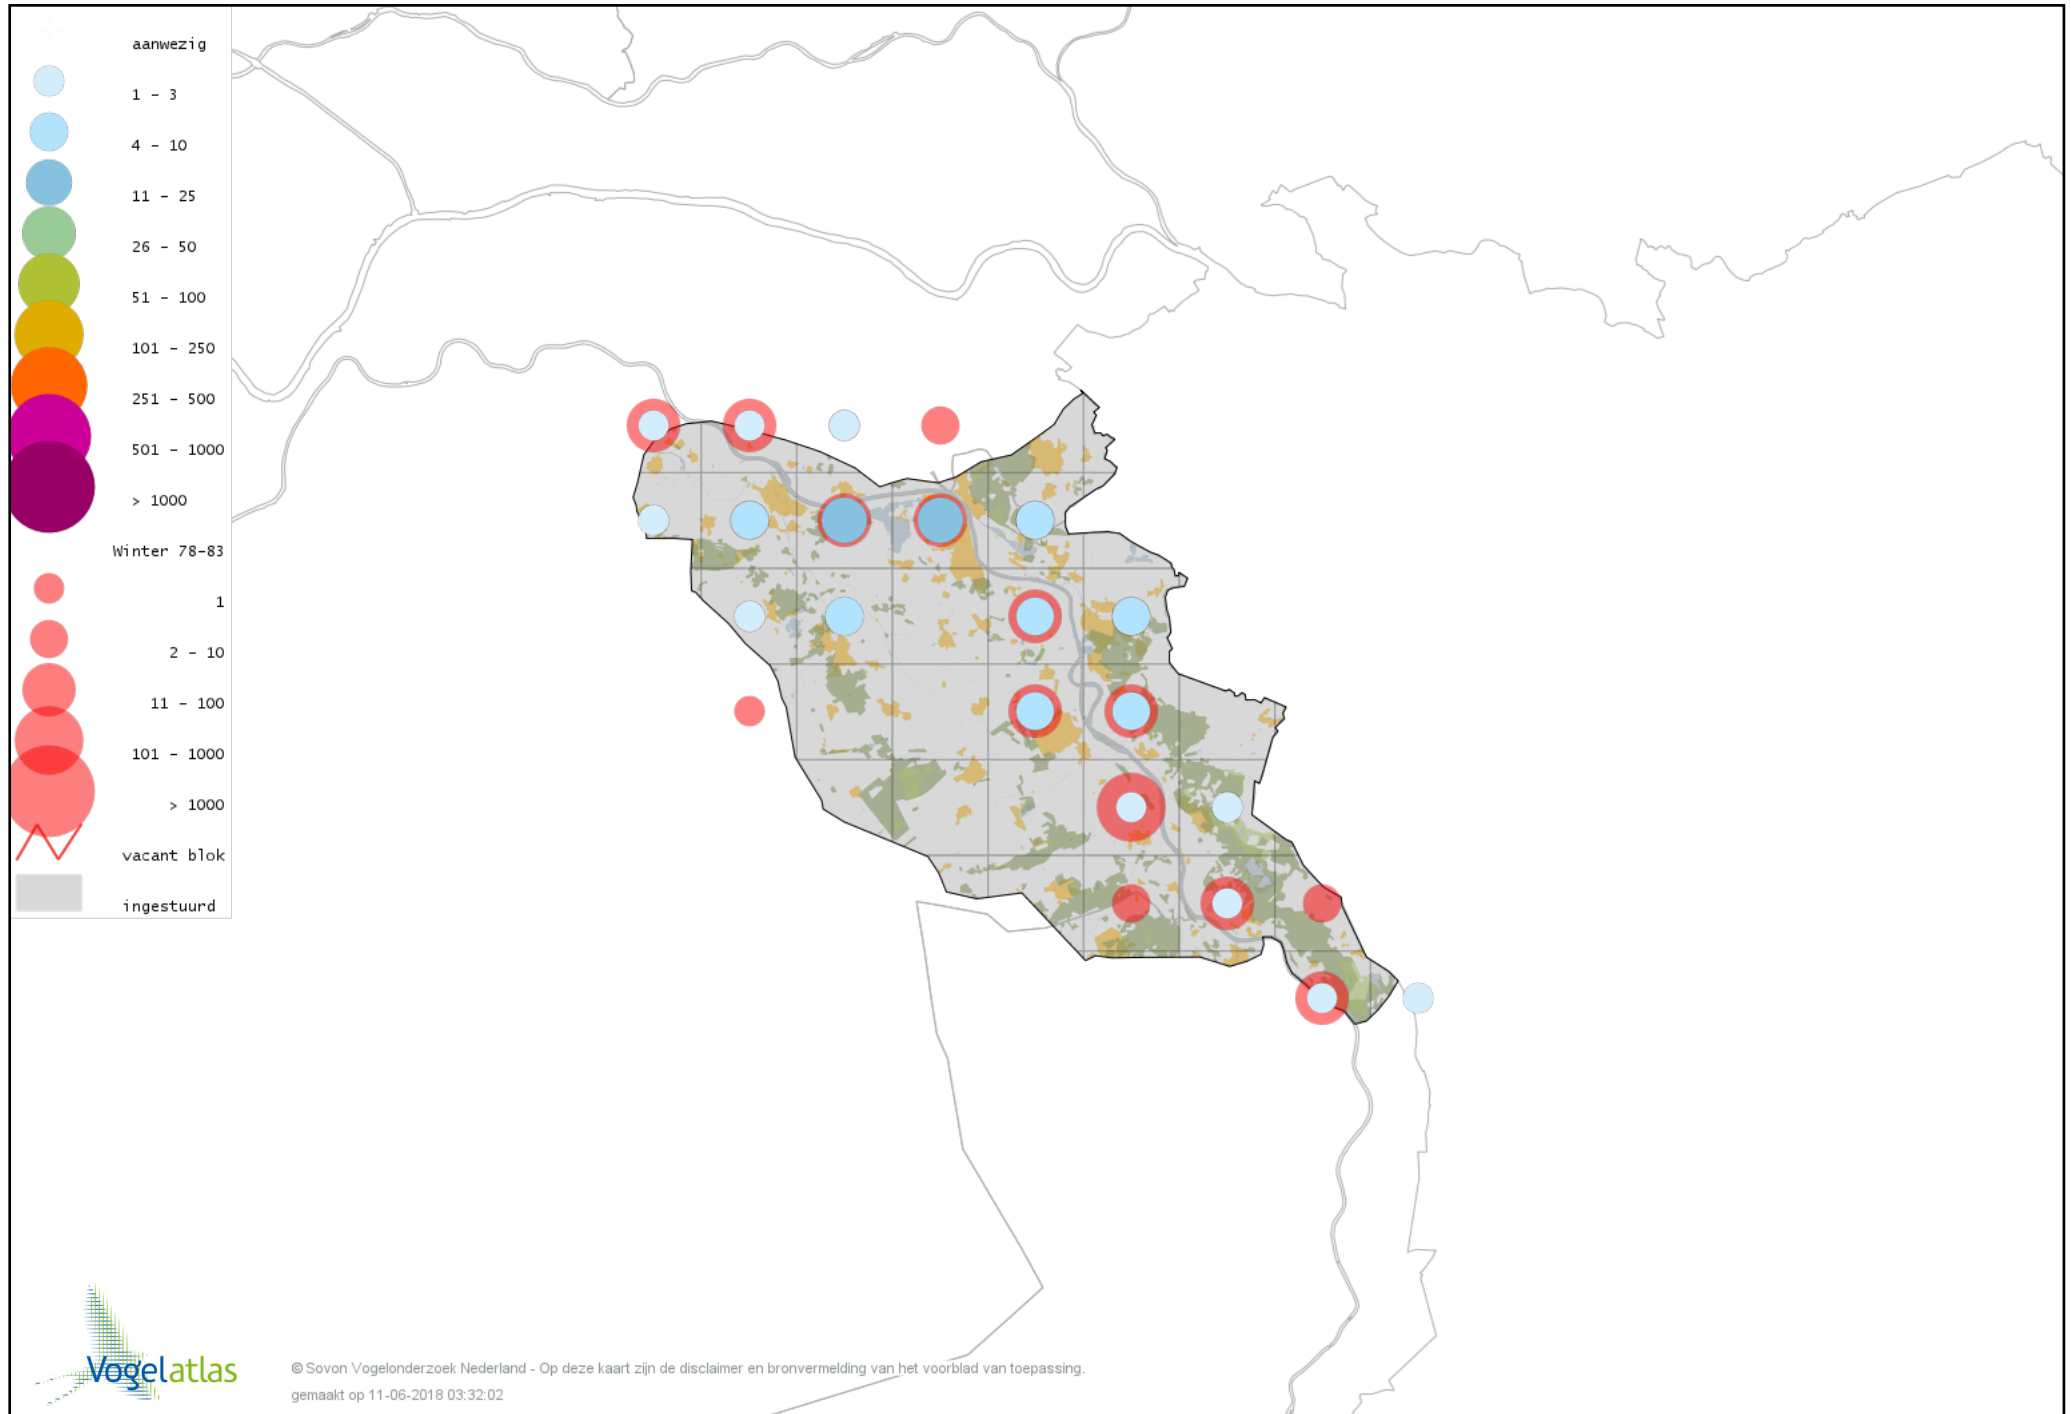 aanwezig
1 - 3
4 - 10
11 - 25
26 - 50
51 - 100
101 - 250
251 - 500
501 - 1000
> 1000
Winter 78-83
1
2 - 10
11 - 100
101 - 1000
> 1000
vacant blok
ingestuurd
Vogelatlas
© Sovon Vogelonderzoek Nederland - Op deze kaart zijn de disclaimer en bronvermelding van het voorblad van toepassing.
gemaakt op 11-06-2018 03:32:02